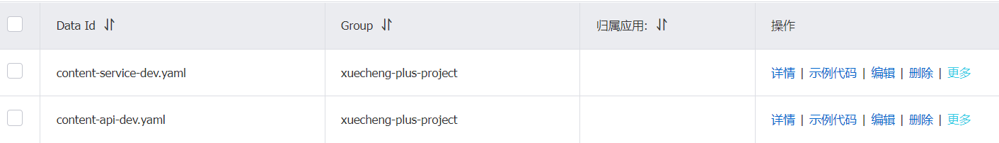 Data Id Group 归属应用: 操作
content-service-dev.yaml xuecheng-plus-project 详情 | 示例代码 | 编辑 | 删除 | 更多
content-api-dev.yaml xuecheng-plus-project 详情 | 示例代码 | 编辑 | 删除 | 更多